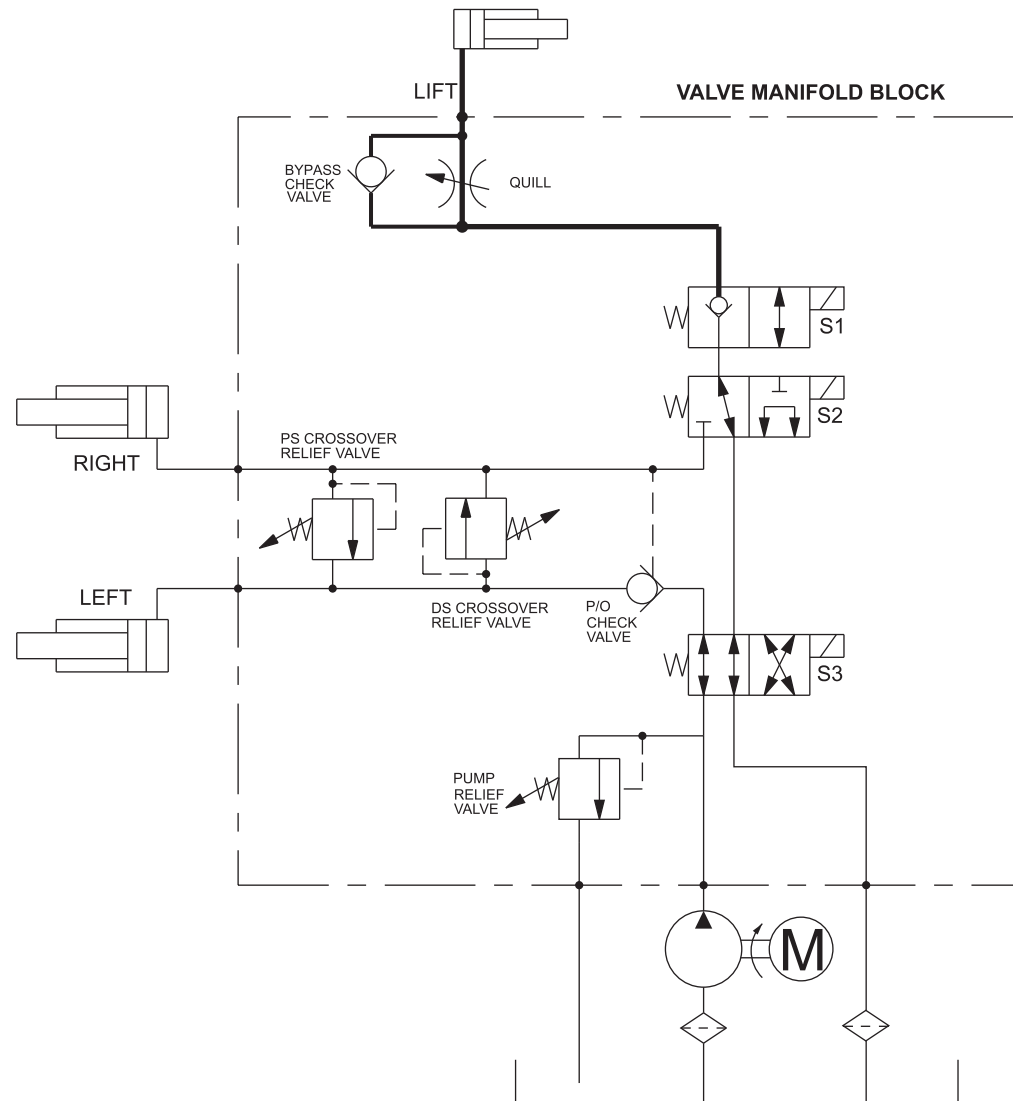 LIFT
VALVE MANIFOLD BLOCK
BYPASS
CHECK
VALVE
QUILL
S1
S2
PS CROSSOVER
RELIEF VALVE
RIGHT
LEFT
DS CROSSOVER
RELIEF VALVE
P/O
CHECK
VALVE
S3
PUMP
RELIEF
VALVE
M